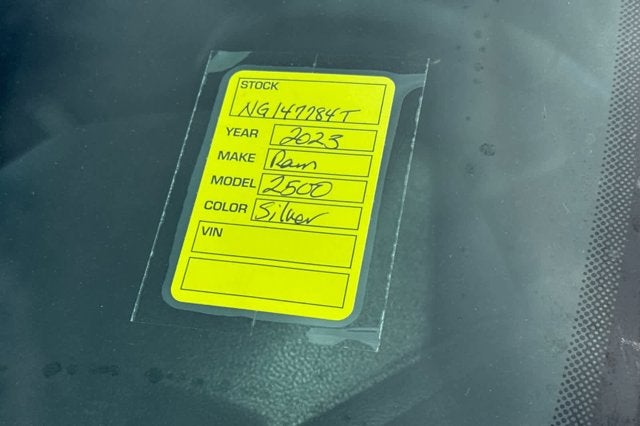 STOCK
NG147784T
YEAR 2023
MAKE Ram
MODEL 2500
COLOR Silver
VIN